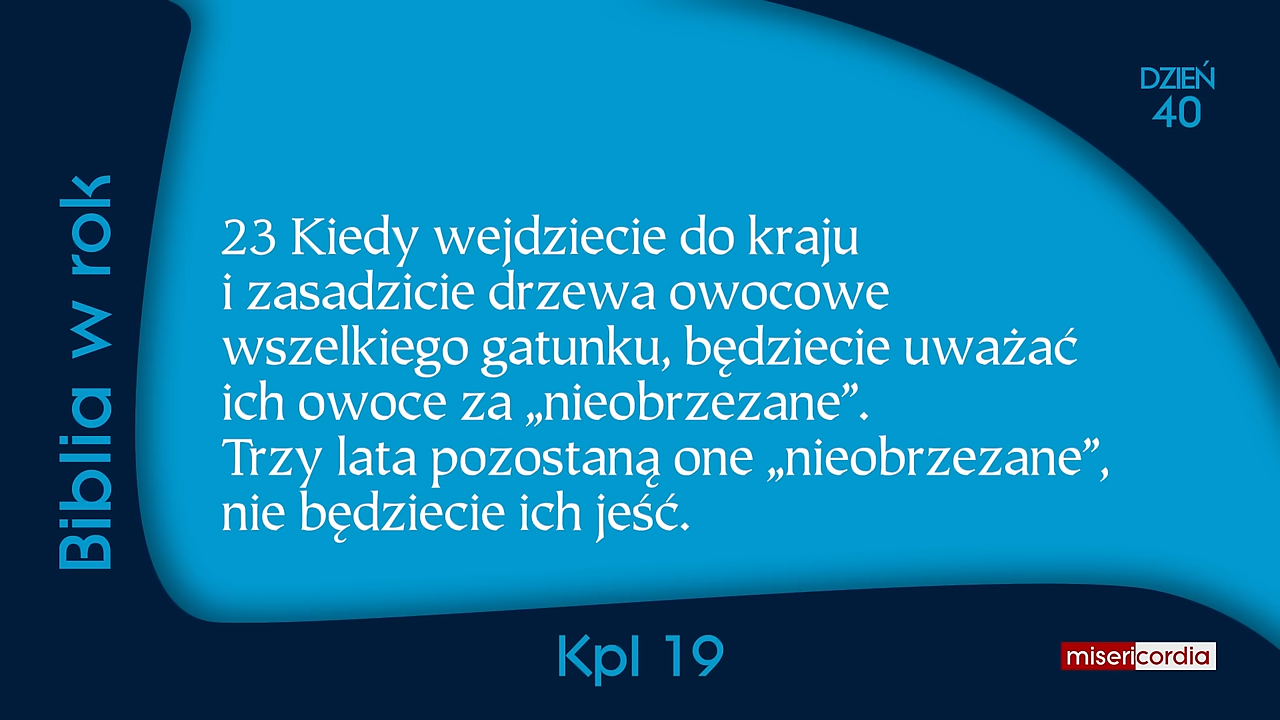 DZIEŃ
40
Biblia w rok
23 Kiedy wejdziecie do kraju
i zasadzicie drzewa owocowe
wszelkiego gatunku, będziecie uważać
ich owoce za „nieobrzezane”.
Trzy lata pozostaną one „nieobrzezane”,
nie będziecie ich jeść.
Kpl 19
misericordia